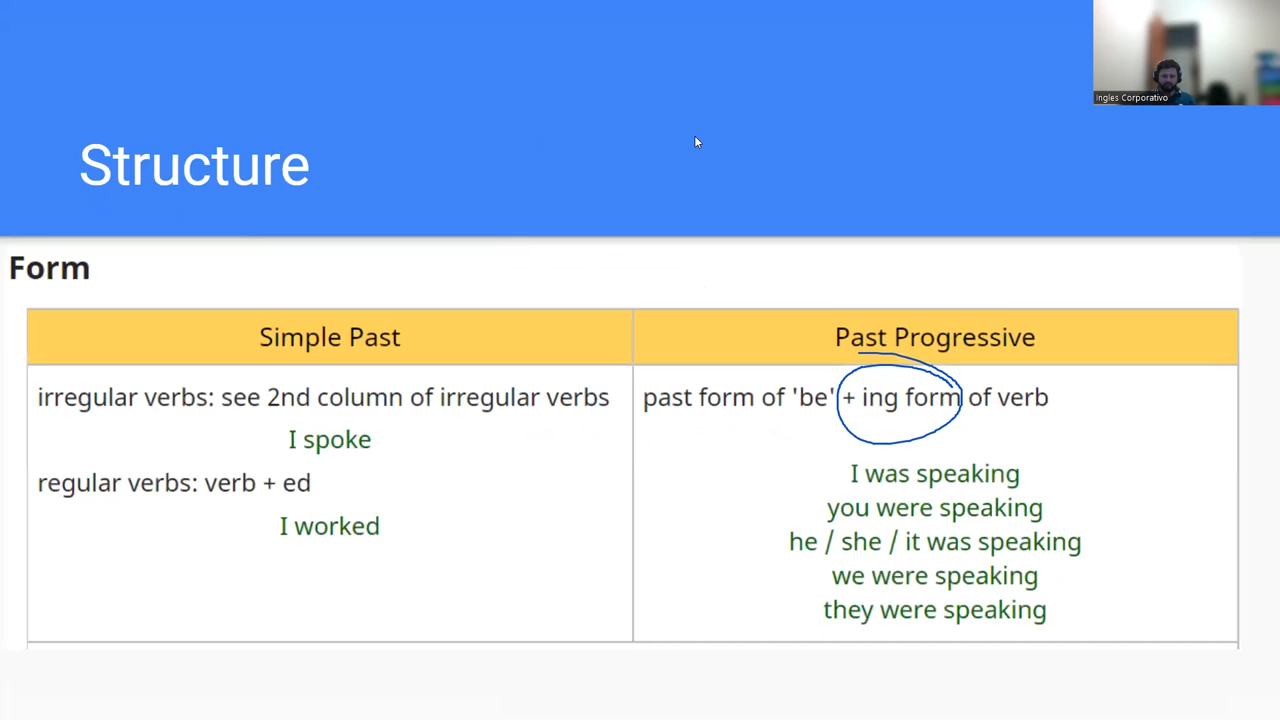 Ingles Corporativo
Structure
Form
Simple Past
Past Progressive
irregular verbs: see 2nd column of irregular verbs
I spoke
regular verbs: verb + ed
I worked
past form of 'be' + ing form of verb
I was speaking
you were speaking
he / she / it was speaking
we were speaking
they were speaking